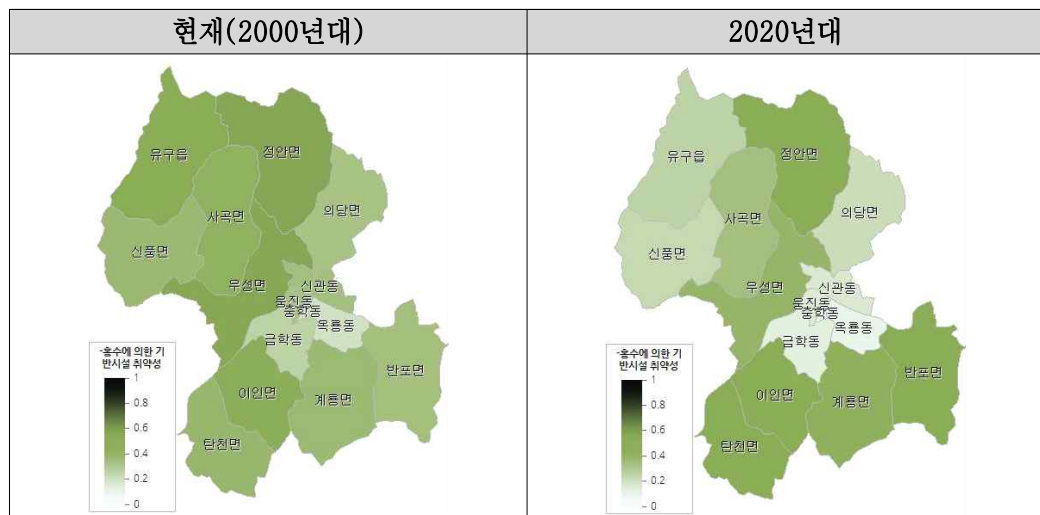 현재(2000년대)
2020년대
유구읍
정안면
사곡면
의당면
신풍면
우성면
신관동
웅진동
중학동
옥룡동
금학동
반포면
이인면
계룡면
탄천면
-홍수에 의한 기
반시설 취약성
1
0.8
0.6
0.4
0.2
0
유구읍
정안면
사곡면
의당면
신풍면
우성면
신관동
웅진동
중학동
옥룡동
금학동
반포면
이인면
계룡면
탄천면
-홍수에 의한 기
반시설 취약성
1
0.8
0.6
0.4
0.2
0